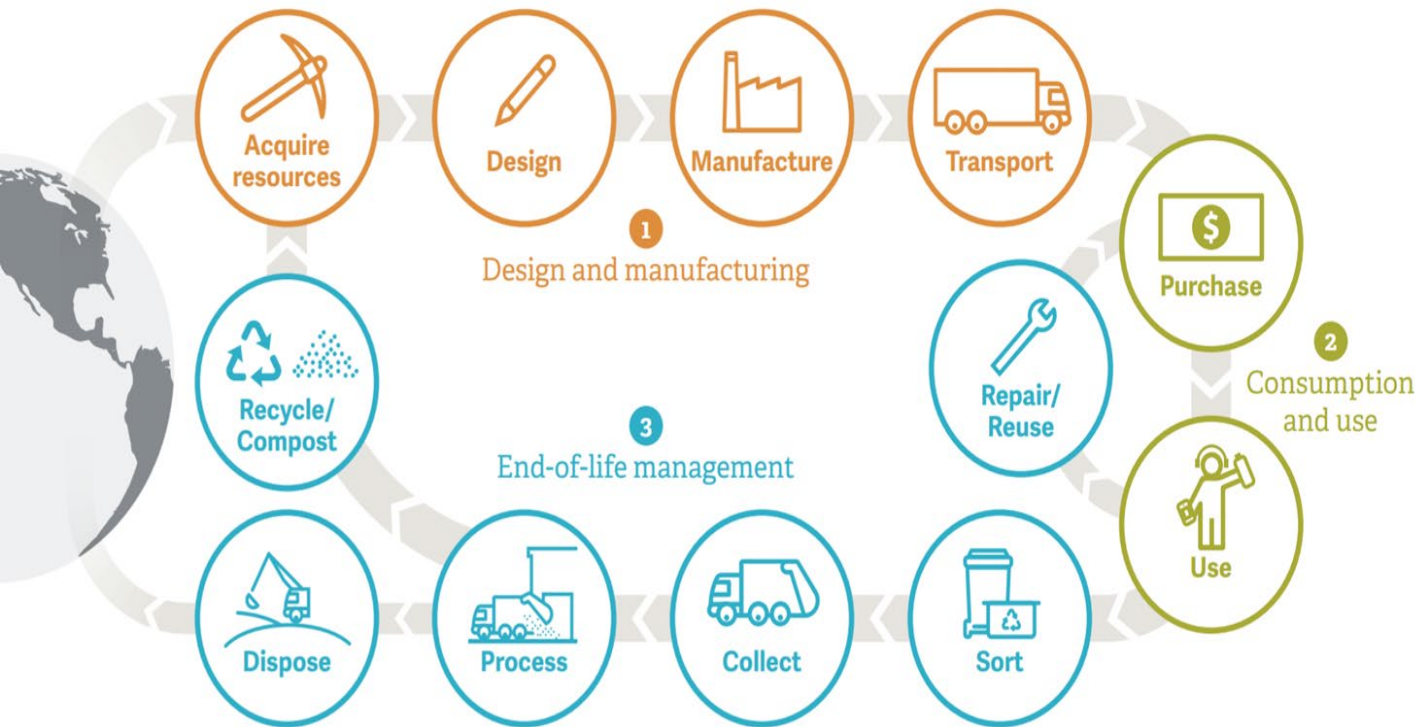 Acquire
resources
Design
Manufacture
Transport
1
Design and manufacturing
$
Purchase
2
Consumption
and use
Repair/
Reuse
Recycle/
Compost
3
End-of-life management
Use
Dispose
Process
Collect
Sort